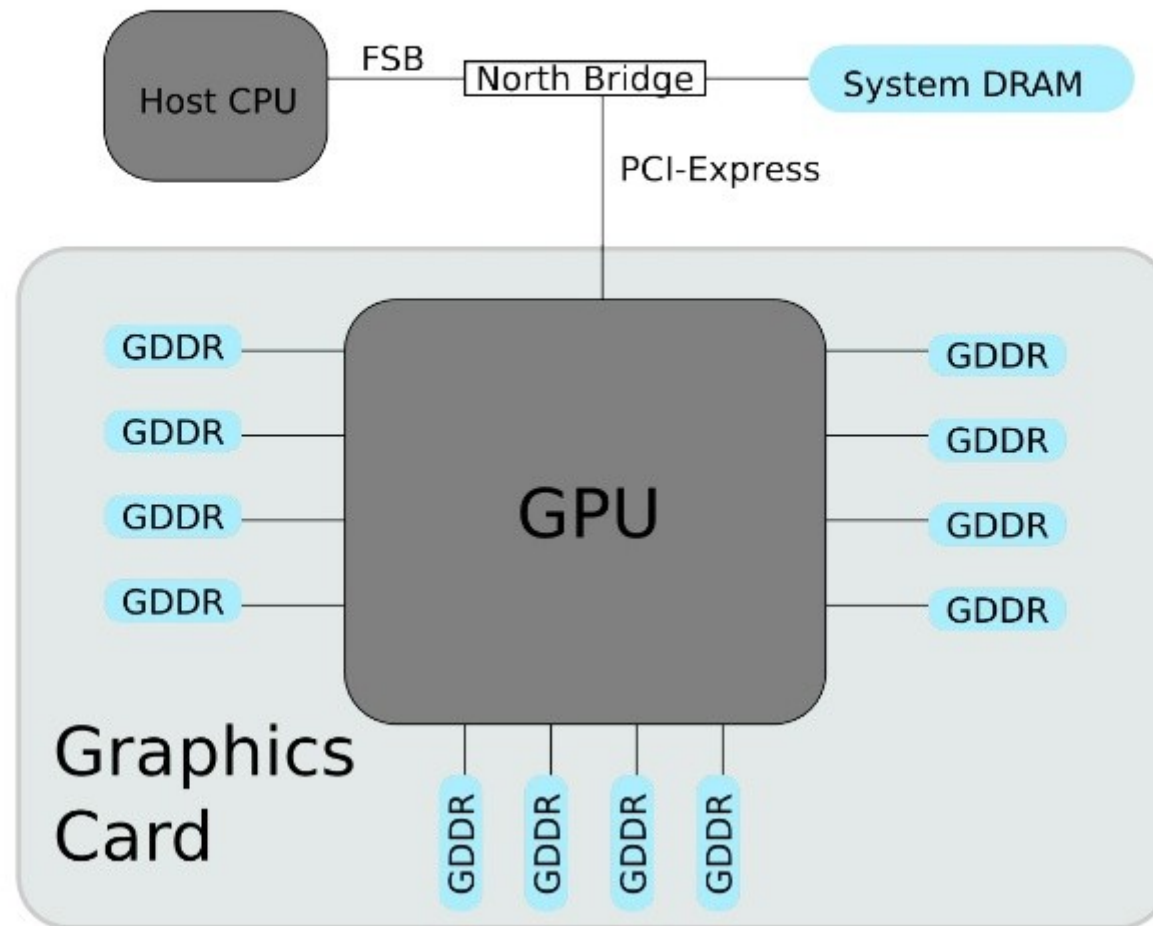 FSB
Host CPU
North Bridge
System DRAM
PCI-Express
GDDR
GDDR
GDDR
GDDR
GPU
GDDR
GDDR
GDDR
GDDR
Graphics
Card
GDDR
GDDR
GDDR
GDDR